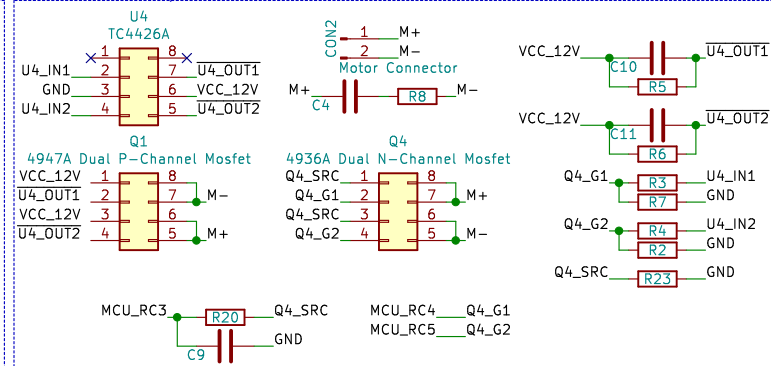 U4
TC4426A
1 8
U4_IN1 2 7 U4_OUT1
GND 3 6 VCC_12V
U4_IN2 4 5 U4_OUT2
CON2
1 M+
2 M-
Motor Connector
M+ C4 R8 M-
VCC_12V C10 U4_OUT1
R5
VCC_12V C11 U4_OUT2
R6
Q1
4947A Dual P-Channel Mosfet
VCC_12V 1 8
U4_OUT1 2 7 M-
VCC_12V 3 6
U4_OUT2 4 5 M+
Q4
4936A Dual N-Channel Mosfet
Q4_SRC 1 8
Q4_G1 2 7 M+
Q4_SRC 3 6
Q4_G2 4 5 M-
Q4_G1 R3 U4_IN1
R7 GND
Q4_G2 R4 U4_IN2
R2 GND
Q4_SRC R23 GND
MCU_RC3 R20 Q4_SRC
C9 GND
MCU_RC4 Q4_G1
MCU_RC5 Q4_G2